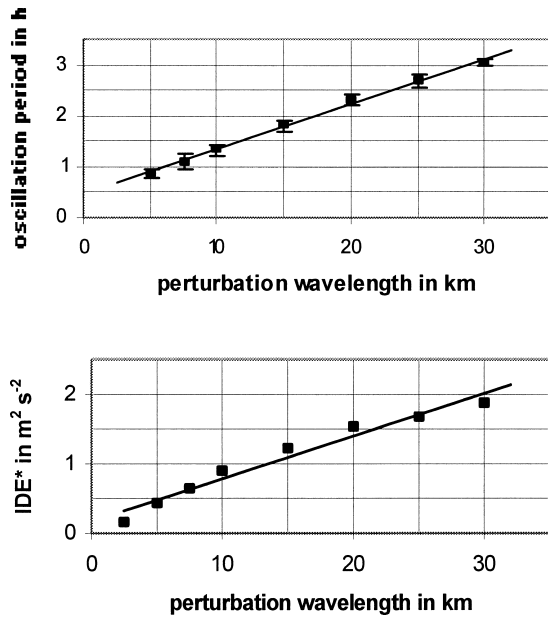 oscillation period in h
3
2
1
0
0 10 20 30
perturbation wavelength in km
IDE* in m² s⁻²
2
1
0
0 10 20 30
perturbation wavelength in km